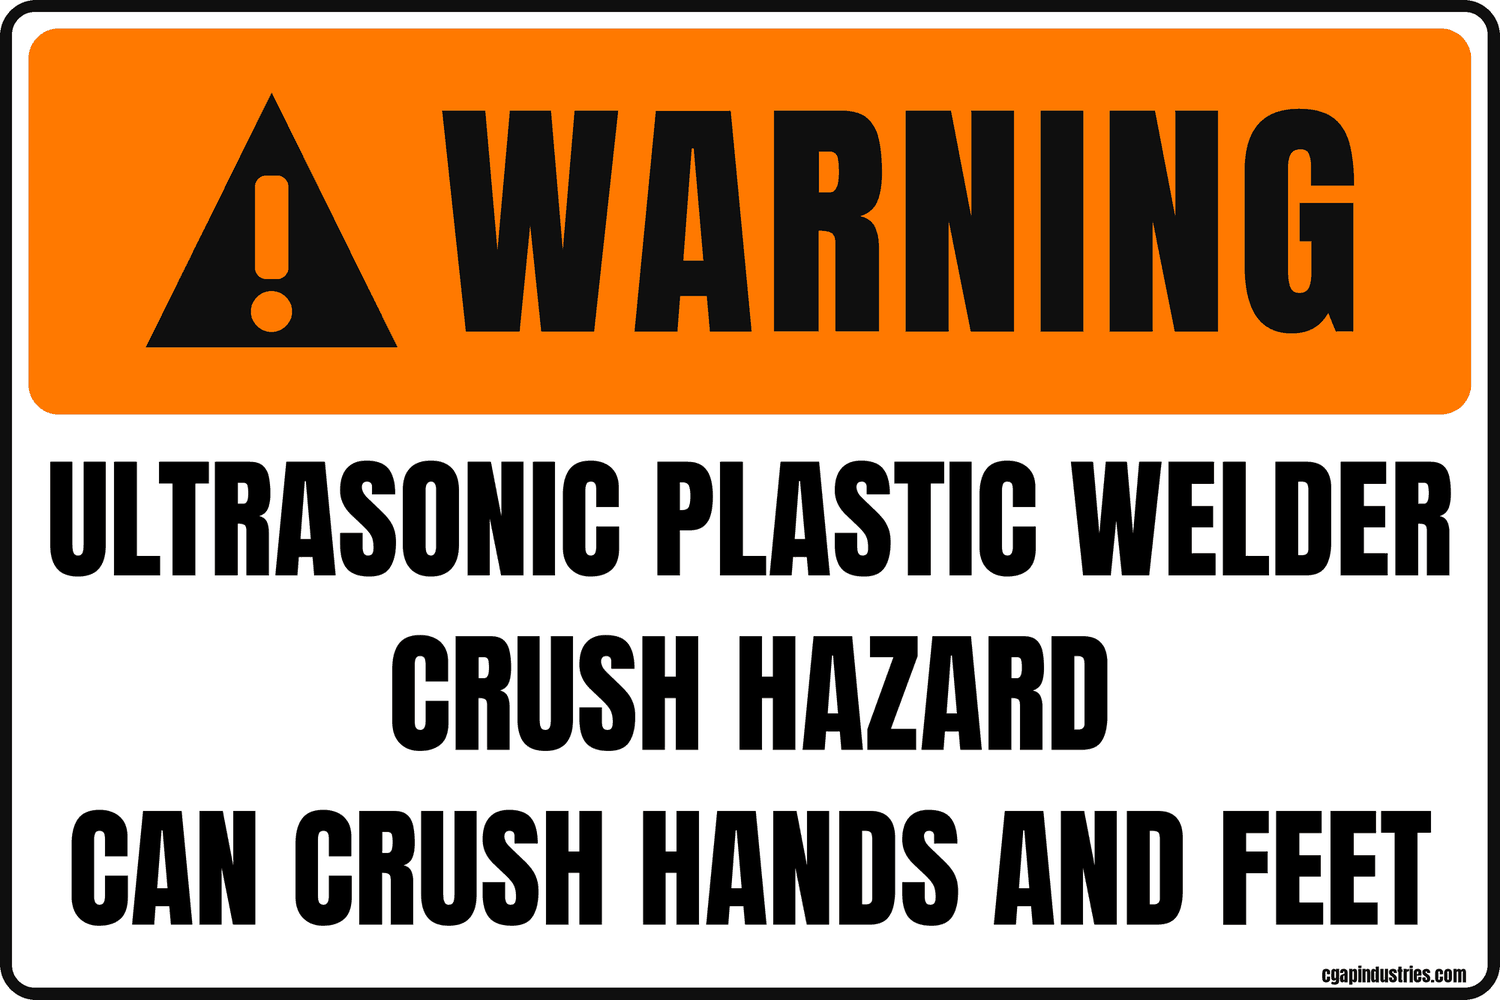 WARNING
ULTRASONIC PLASTIC WELDER
CRUSH HAZARD
CAN CRUSH HANDS AND FEET
cgapindustries.com